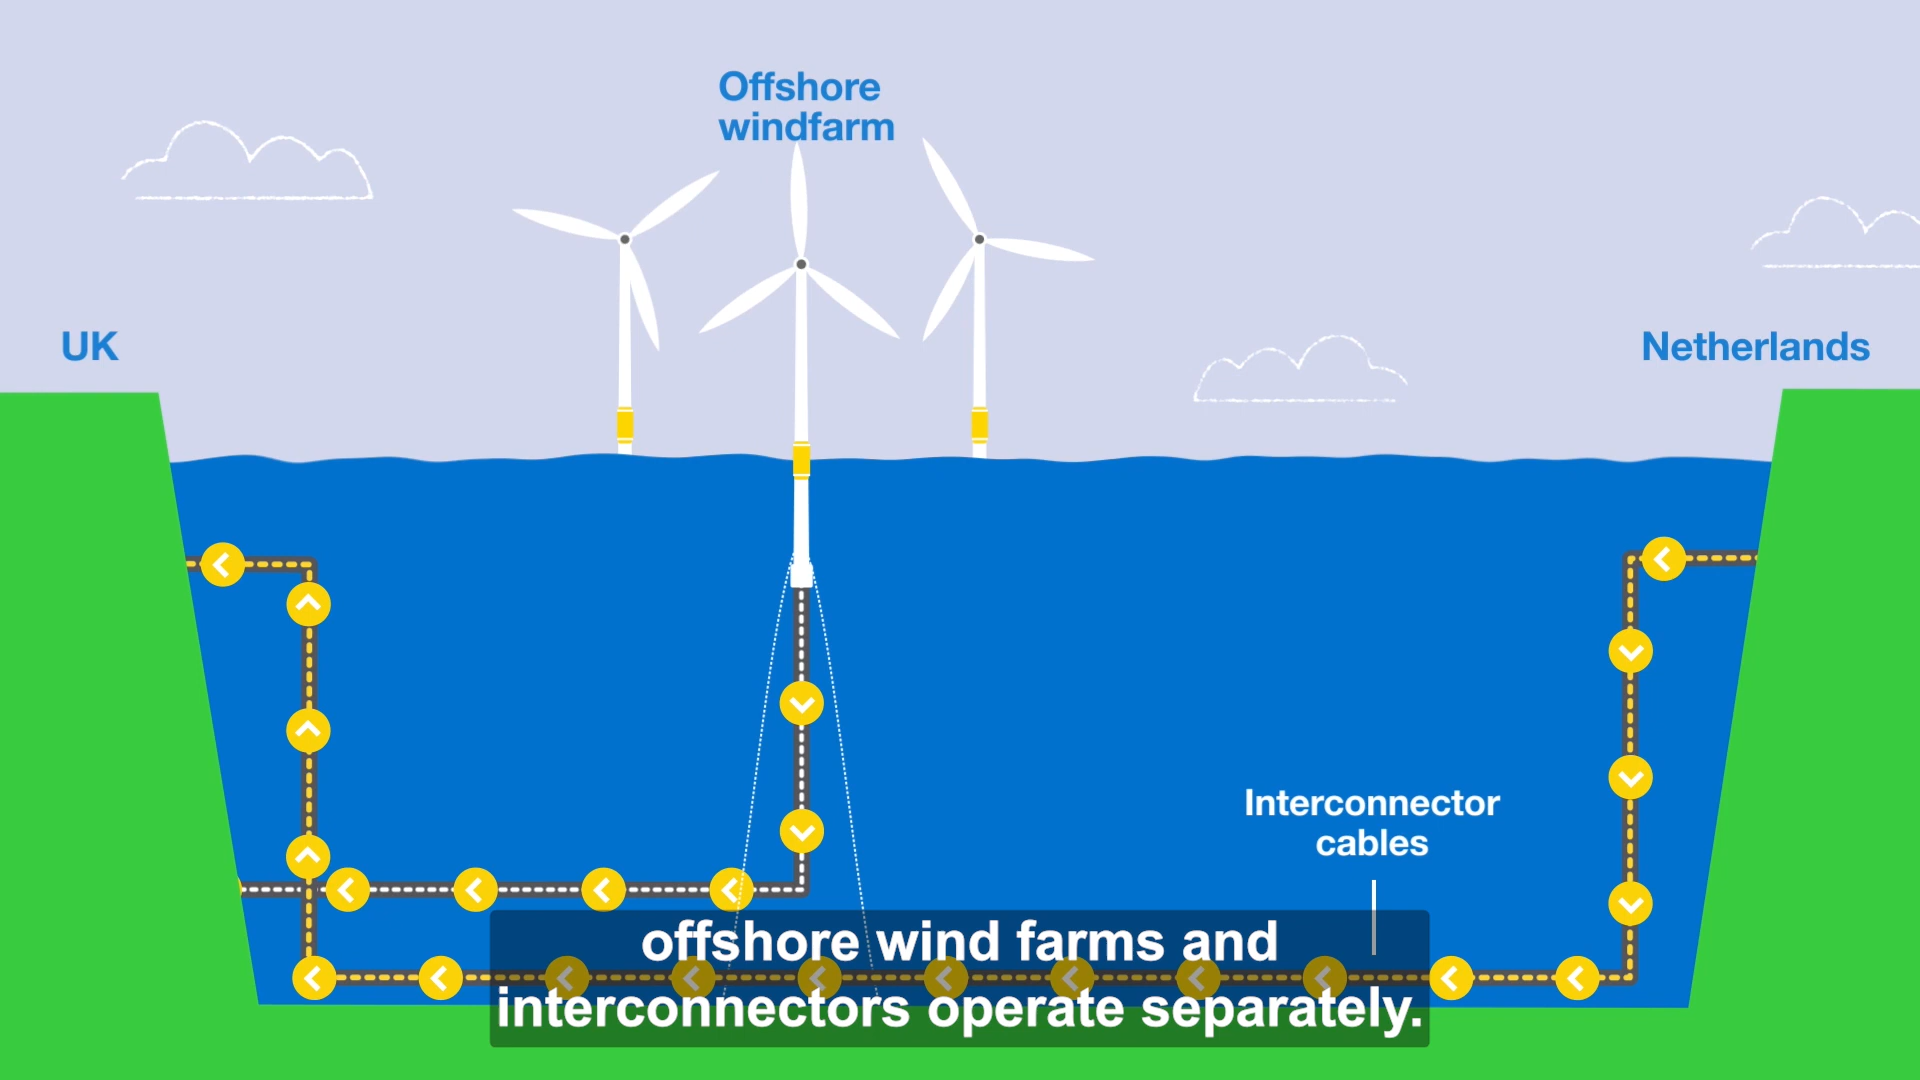 Offshore
windfarm
UK
Netherlands
Interconnector
cables
offshore wind farms and
interconnectors operate separately.